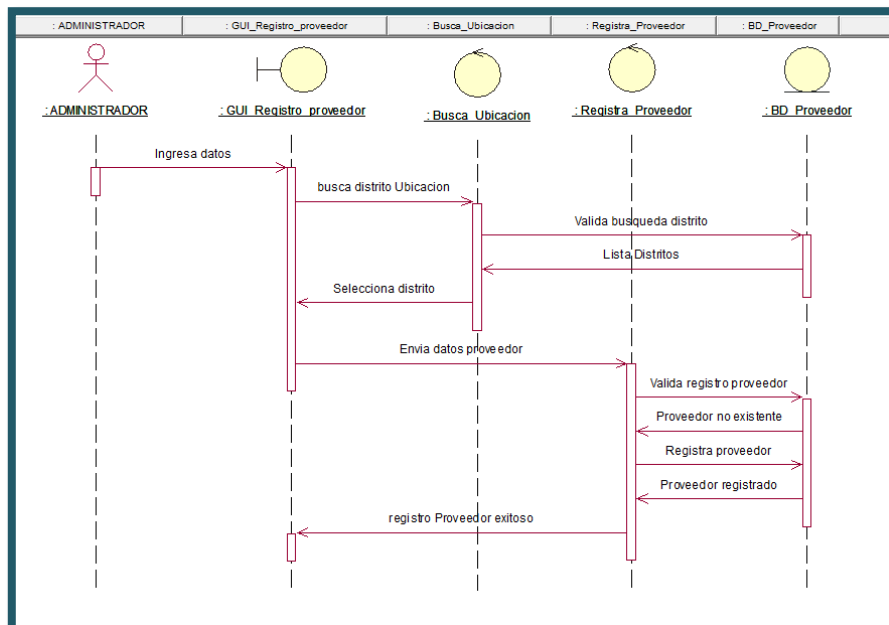 : ADMINISTRADOR
: GUI_Registro_proveedor
: Busca_Ubicacion
: Registra_Proveedor
: BD_Proveedor
: ADMINISTRADOR
: GUI_Registro_proveedor
: Busca_Ubicacion
: Registra_Proveedor
: BD_Proveedor
Ingresa datos
busca distrito Ubicacion
Valida busqueda distrito
Lista Distritos
Selecciona distrito
Envia datos proveedor
Valida registro proveedor
Proveedor no existente
Registra proveedor
Proveedor registrado
registro Proveedor exitoso